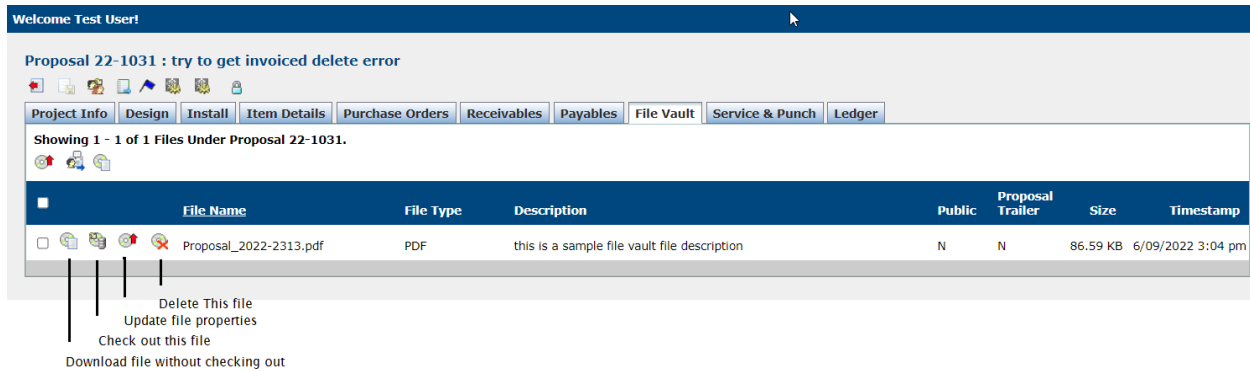 Welcome Test User!
Proposal 22-1031 : try to get invoiced delete error
Project Info Design Install Item Details Purchase Orders Receivables Payables File Vault Service & Punch Ledger
Showing 1 - 1 of 1 Files Under Proposal 22-1031.
File Name File Type Description Public Proposal Trailer Size Timestamp
Proposal_2022-2313.pdf PDF this is a sample file vault file description N N 86.59 KB 6/09/2022 3:04 pm
Delete This file
Update file properties
Check out this file
Download file without checking out